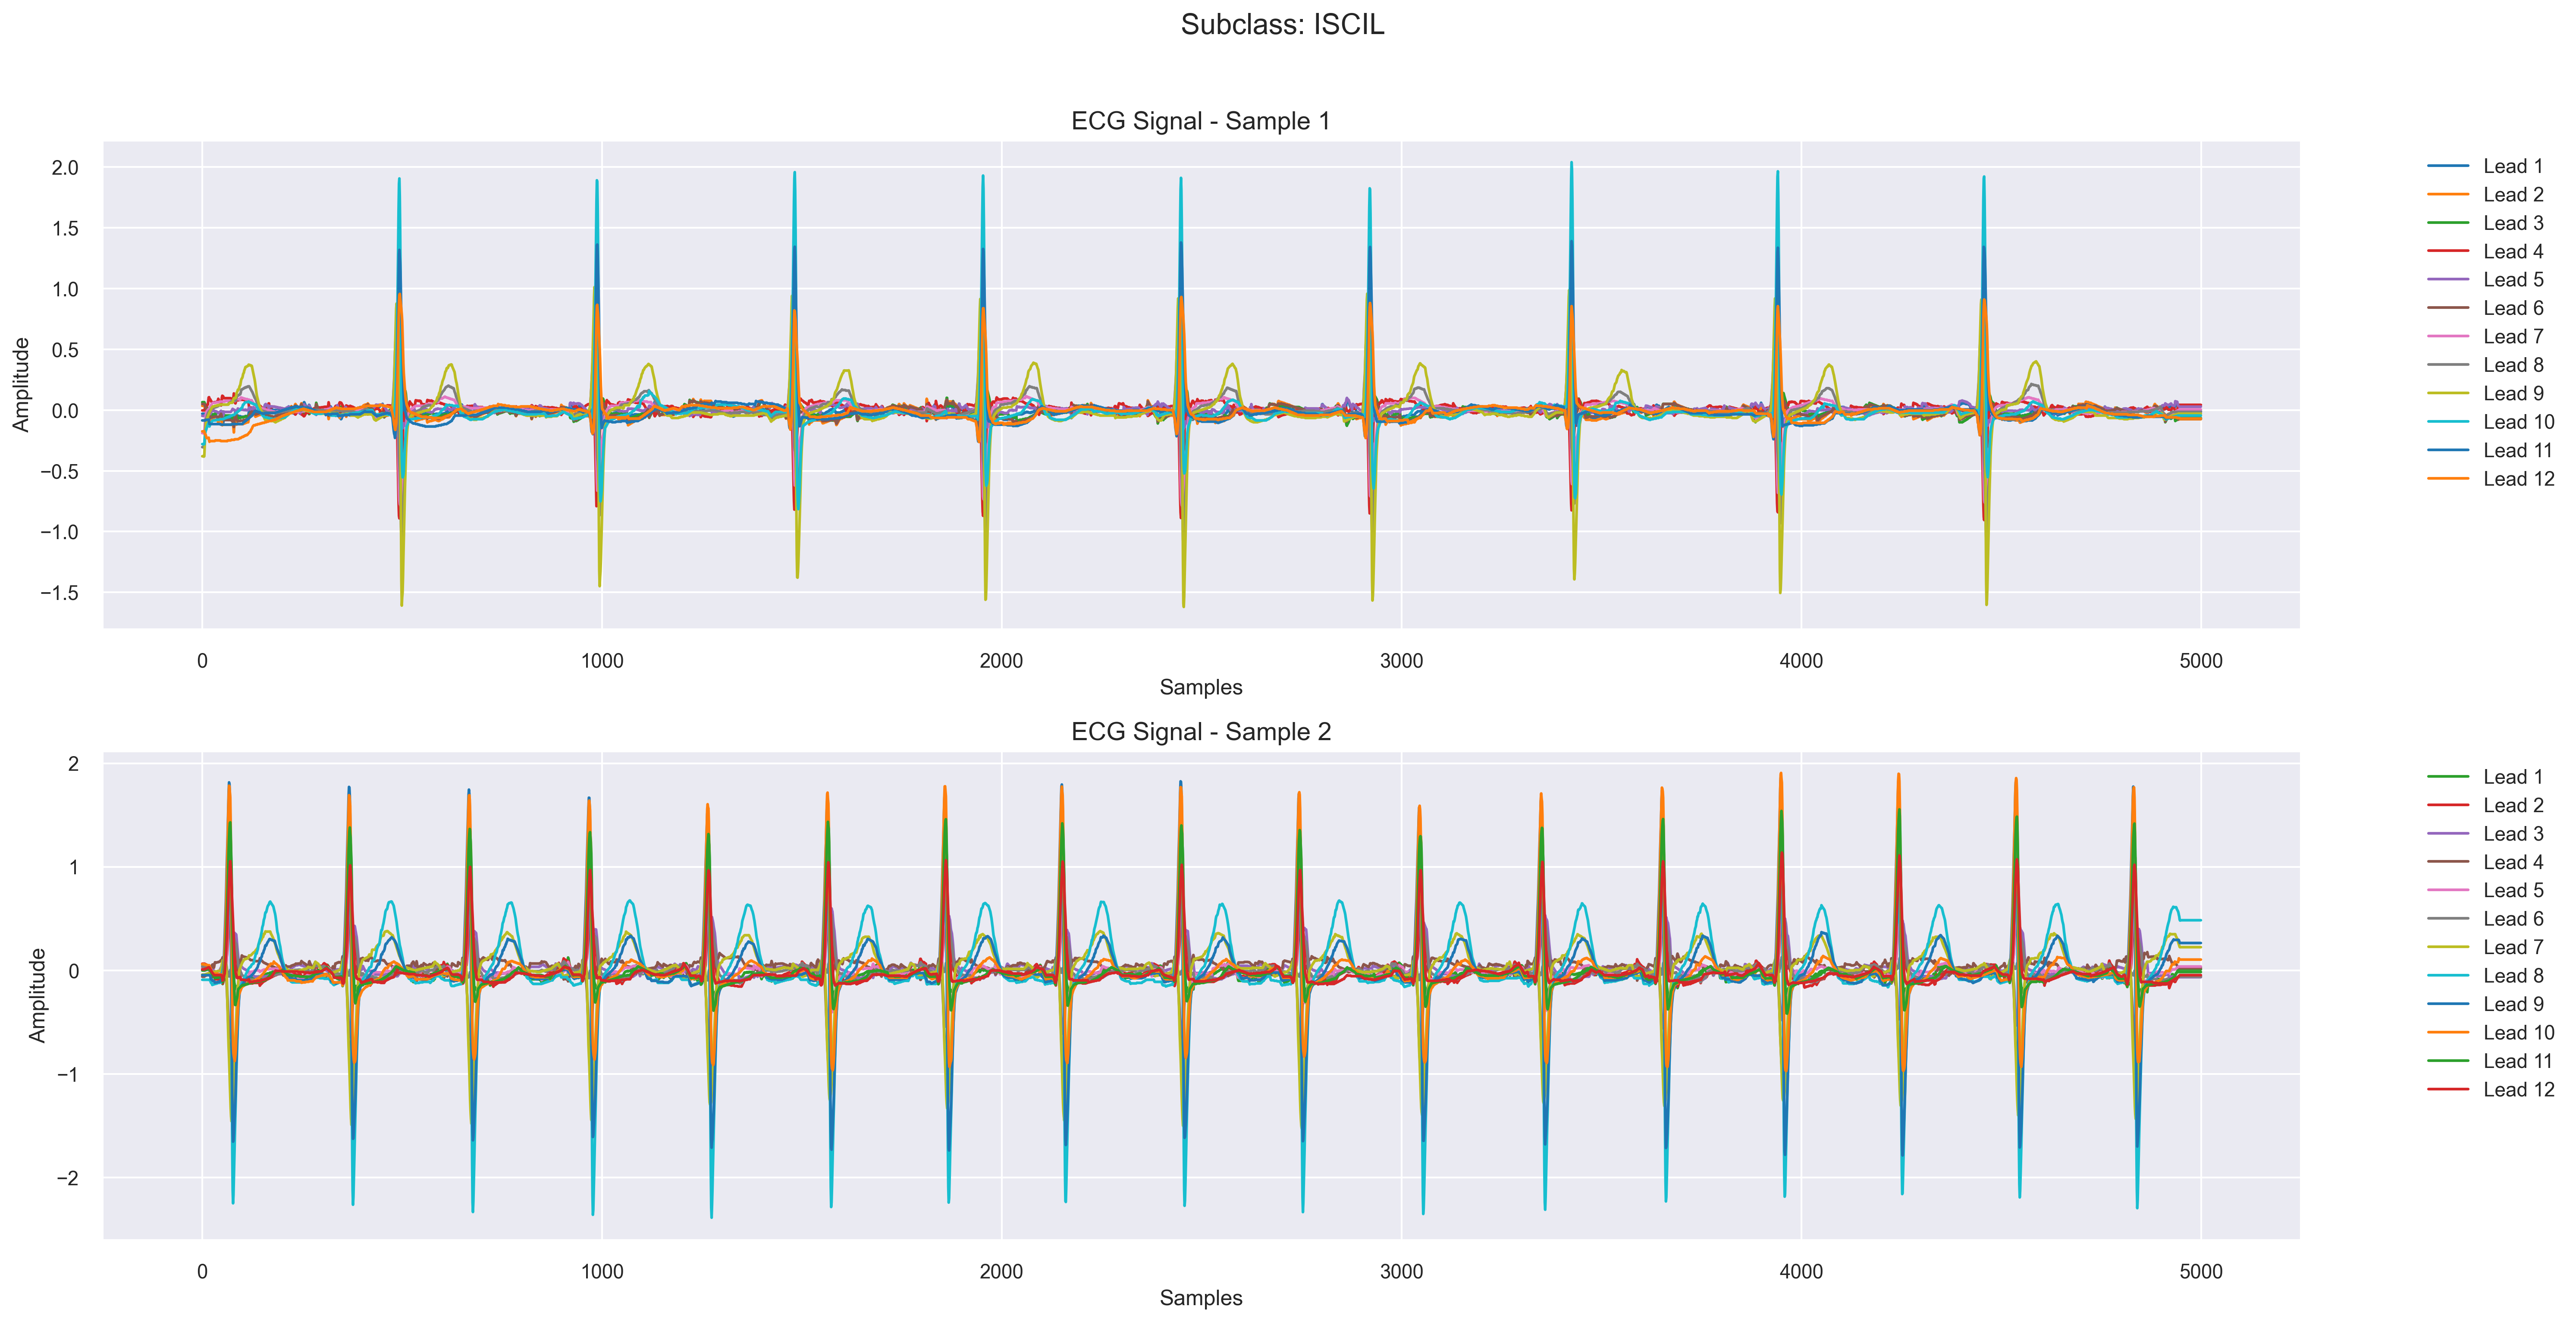 Subclass: ISCIL
ECG Signal - Sample 1
Amplitude
2.0
1.5
1.0
0.5
0.0
−0.5
−1.0
−1.5
0 1000 2000 3000 4000 5000
Samples
Lead 1
Lead 2
Lead 3
Lead 4
Lead 5
Lead 6
Lead 7
Lead 8
Lead 9
Lead 10
Lead 11
Lead 12
ECG Signal - Sample 2
Amplitude
2
1
0
−1
−2
0 1000 2000 3000 4000 5000
Samples
Lead 1
Lead 2
Lead 3
Lead 4
Lead 5
Lead 6
Lead 7
Lead 8
Lead 9
Lead 10
Lead 11
Lead 12